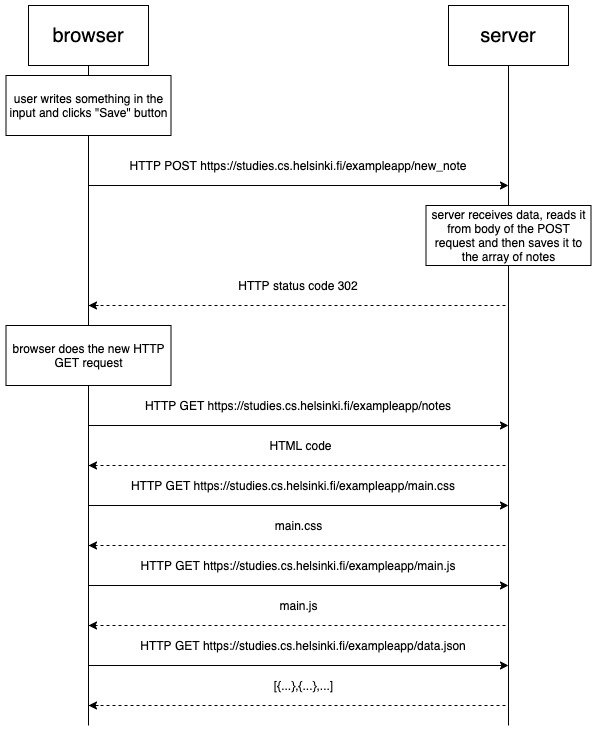 browser
server
user writes something in the
input and clicks "Save" button
HTTP POST https://studies.cs.helsinki.fi/exampleapp/new_note
server receives data, reads it
from body of the POST
request and then saves it to
the array of notes
HTTP status code 302
browser does the new HTTP
GET request
HTTP GET https://studies.cs.helsinki.fi/exampleapp/notes
HTML code
HTTP GET https://studies.cs.helsinki.fi/exampleapp/main.css
main.css
HTTP GET https://studies.cs.helsinki.fi/exampleapp/main.js
main.js
HTTP GET https://studies.cs.helsinki.fi/exampleapp/data.json
[{...},{...},...]